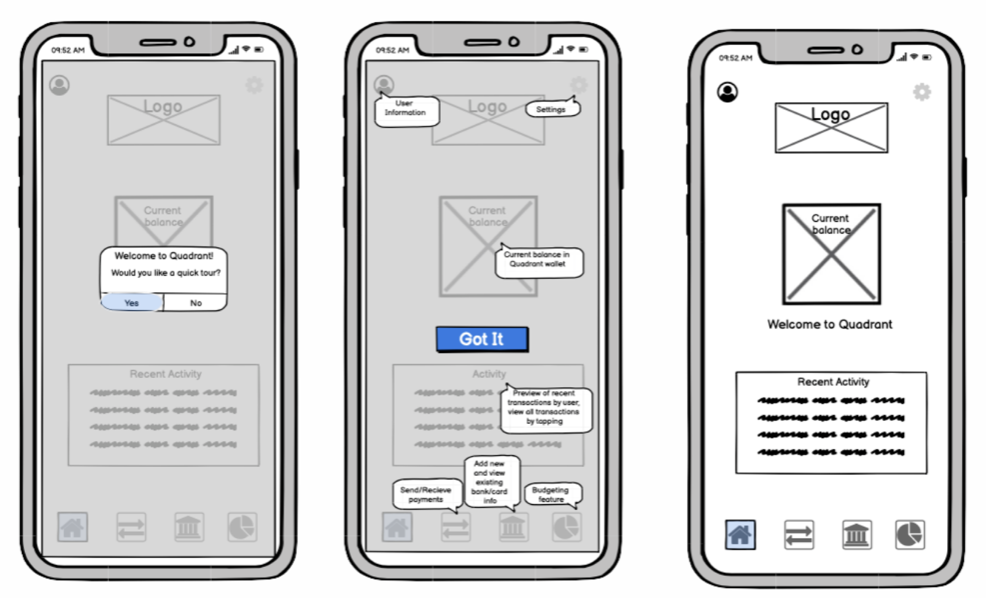 09:52 AM
Logo
Current
balance
Welcome to Quadrant!
Would you like a quick tour?
Yes
No
Recent Activity
09:52 AM
User
Information
Logo
Settings
Current
balance
Current balance in
Quadrant wallet
Got It
Activity
Preview of recent
transactions by user,
view all transactions
by tapping
Add new
and view
existing
bank/card
info
Send/Recieve
payments
Budgeting
feature
09:52 AM
Logo
Current
balance
Welcome to Quadrant
Recent Activity